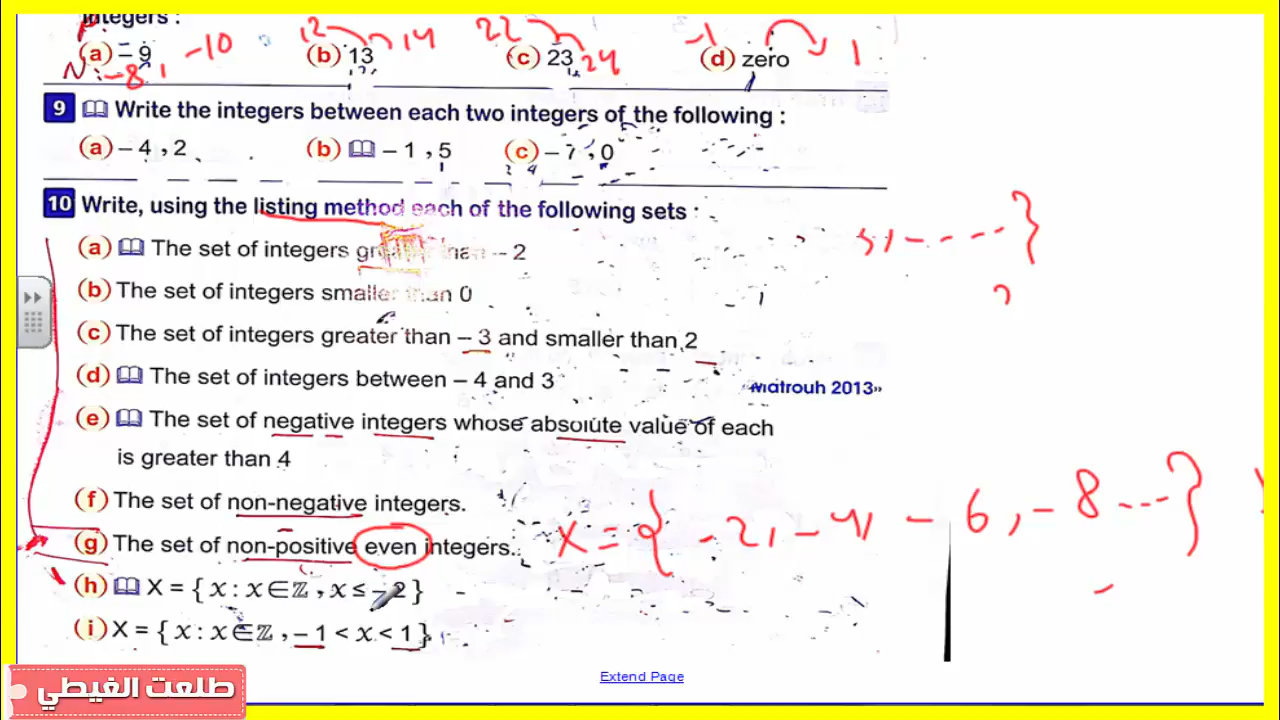 integers :
(a) – 9 -10 (b) 13 12 14 (c) 23 22 24 (d) zero -1 1
N : -8
9 Write the integers between each two integers of the following :
(a) – 4 , 2 (b) – 1 , 5 (c) – 7 , 0
10 Write, using the listing method each of the following sets :
(a) The set of integers greater than – 2
(b) The set of integers smaller than 0
(c) The set of integers greater than – 3 and smaller than 2
(d) The set of integers between – 4 and 3 Matrouh 2013»
(e) The set of negative integers whose absolute value of each
is greater than 4
(f) The set of non-negative integers.
(g) The set of non-positive even integers.
X = { -2, -4, -6, -8 ... }
(h) X = { x : x ∈ ℤ , x ≤ – 2 }
(i) X = { x : x ∈ ℤ , – 1 < x < 1 }
Extend Page
طلعت الغيطي